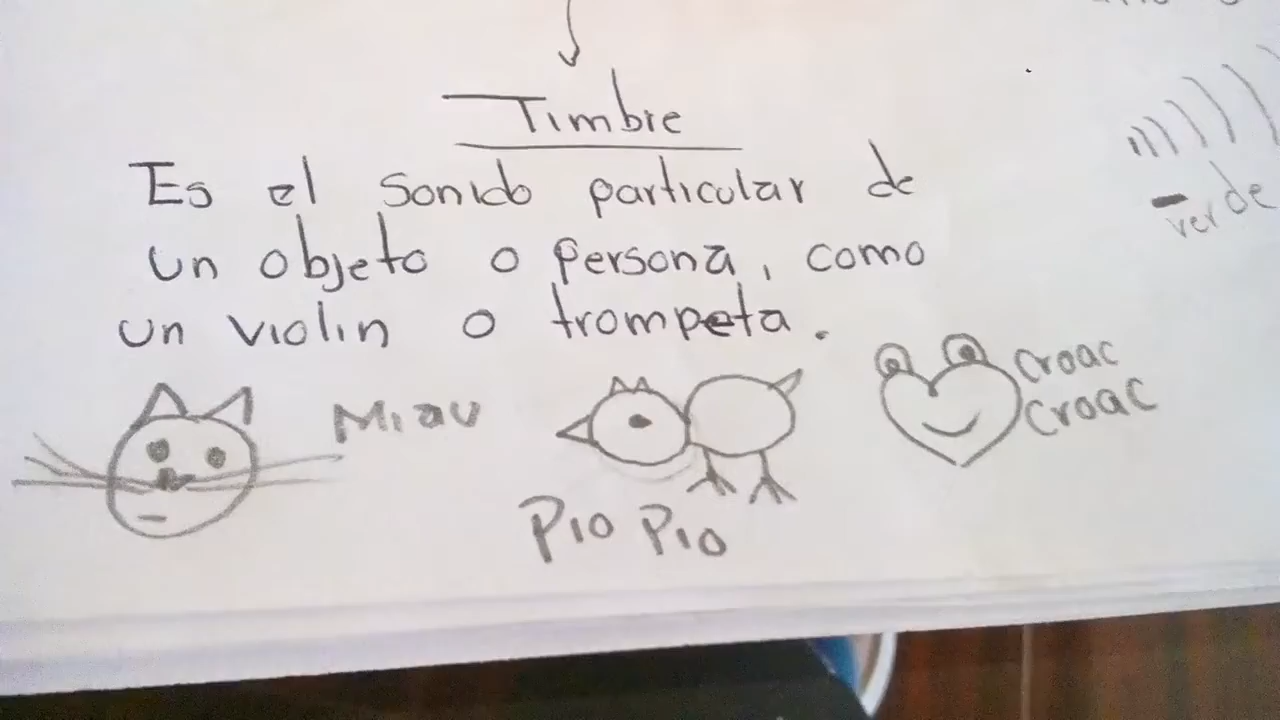 Timbre
Es el sonido particular de
un objeto o persona, como
un violin o trompeta.
Miau
Pio Pio
croac
croac
verde